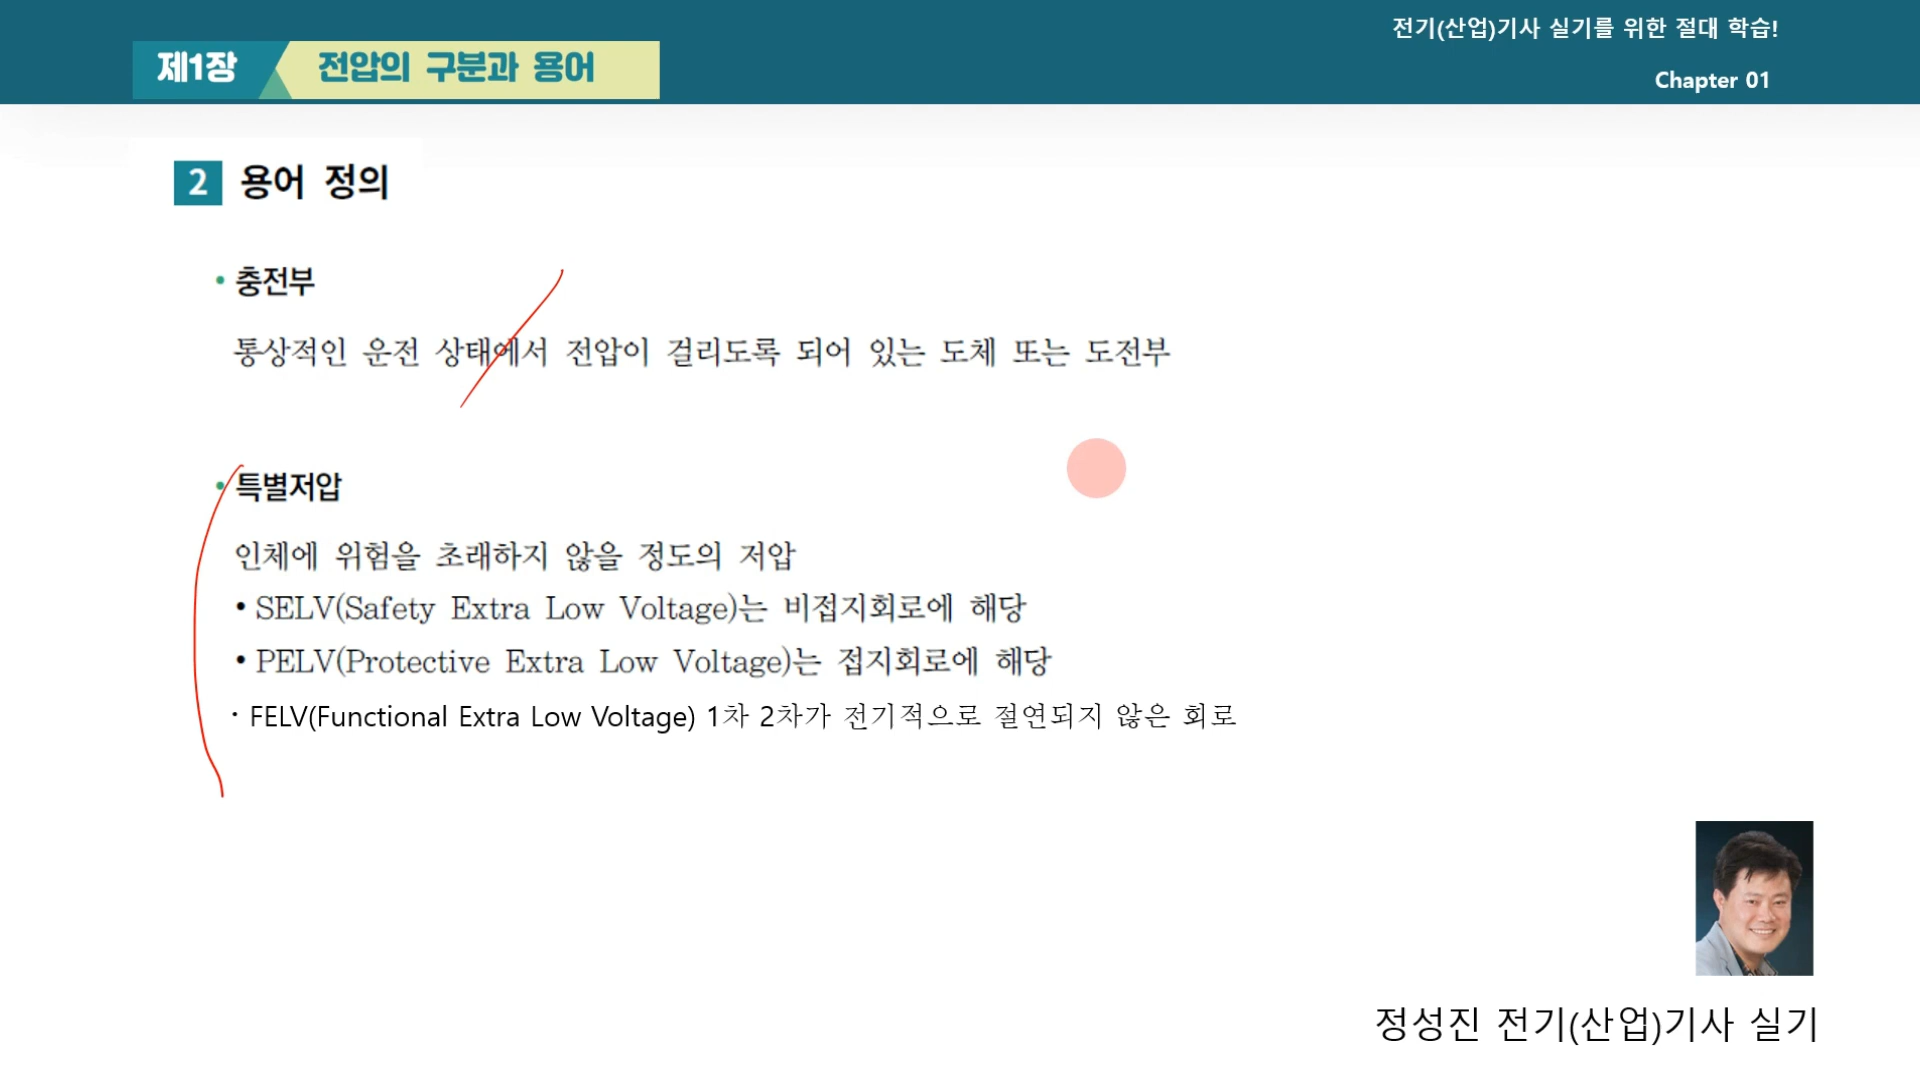 전기(산업)기사 실기를 위한 절대 학습!
제1장 전압의 구분과 용어
Chapter 01
2 용어 정의
• 충전부
통상적인 운전 상태에서 전압이 걸리도록 되어 있는 도체 또는 도전부
• 특별저압
인체에 위험을 초래하지 않을 정도의 저압
• SELV(Safety Extra Low Voltage)는 비접지회로에 해당
• PELV(Protective Extra Low Voltage)는 접지회로에 해당
· FELV(Functional Extra Low Voltage) 1차 2차가 전기적으로 절연되지 않은 회로
정성진 전기(산업)기사 실기